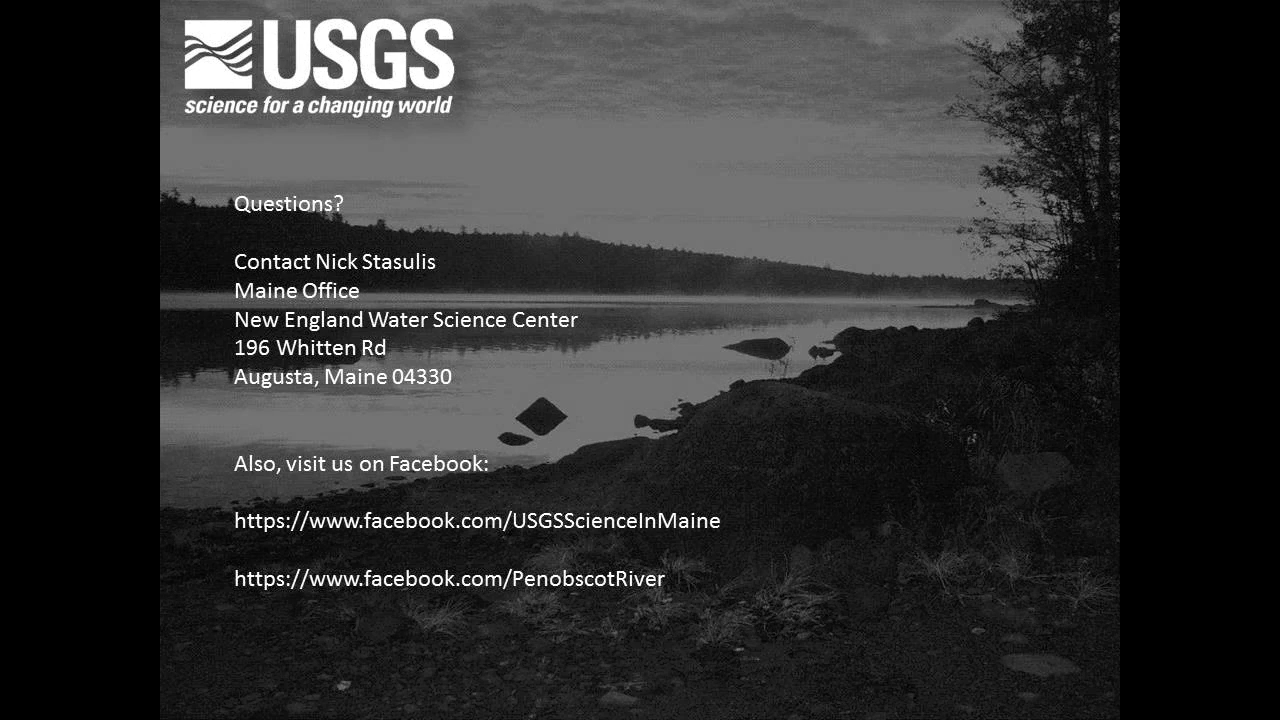 USGS
science for a changing world
Questions?
Contact Nick Stasulis
Maine Office
New England Water Science Center
196 Whitten Rd
Augusta, Maine 04330
Also, visit us on Facebook:
https://www.facebook.com/USGSScienceInMaine
https://www.facebook.com/PenobscotRiver